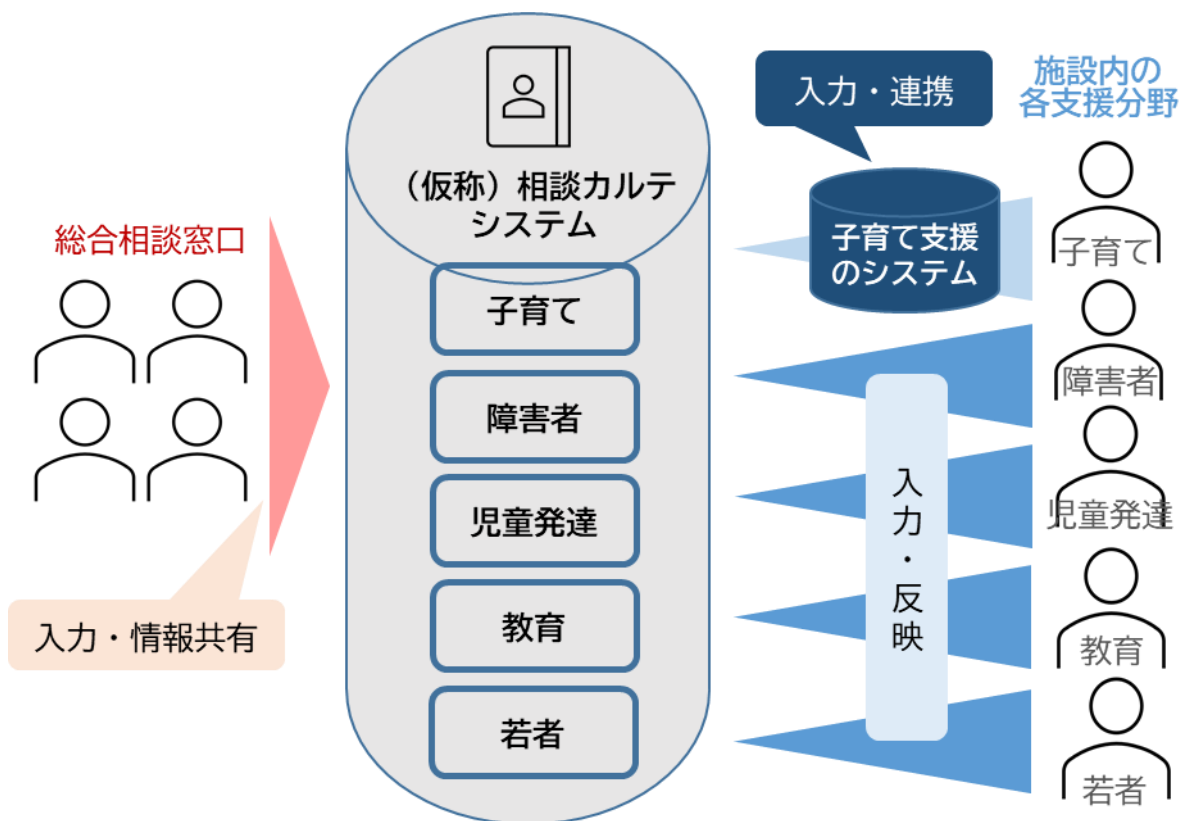 総合相談窓口
入力・情報共有
（仮称）相談カルテ
システム
子育て
障害者
児童発達
教育
若者
入力・連携
子育て支援
のシステム
入力・反映
施設内の
各支援分野
子育て
障害者
児童発達
教育
若者